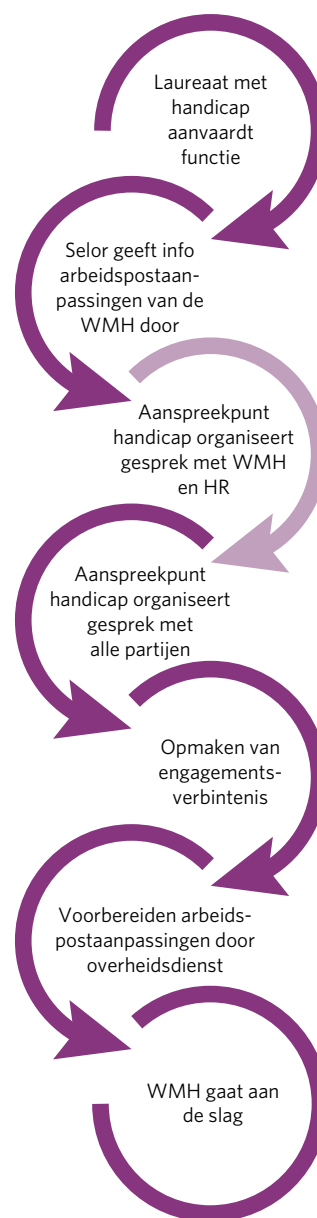 Laureaat met
handicap
aanvaardt
functie
Selor geeft info
arbeidspostaan-
passingen van de
WMH door
Aanspreekpunt
handicap organiseert
gesprek met WMH
en HR
Aanspreekpunt
handicap organiseert
gesprek met
alle partijen
Opmaken van
engagements-
verbintenis
Voorbereiden arbeids-
postaanpassingen door
overheidsdienst
WMH gaat aan
de slag